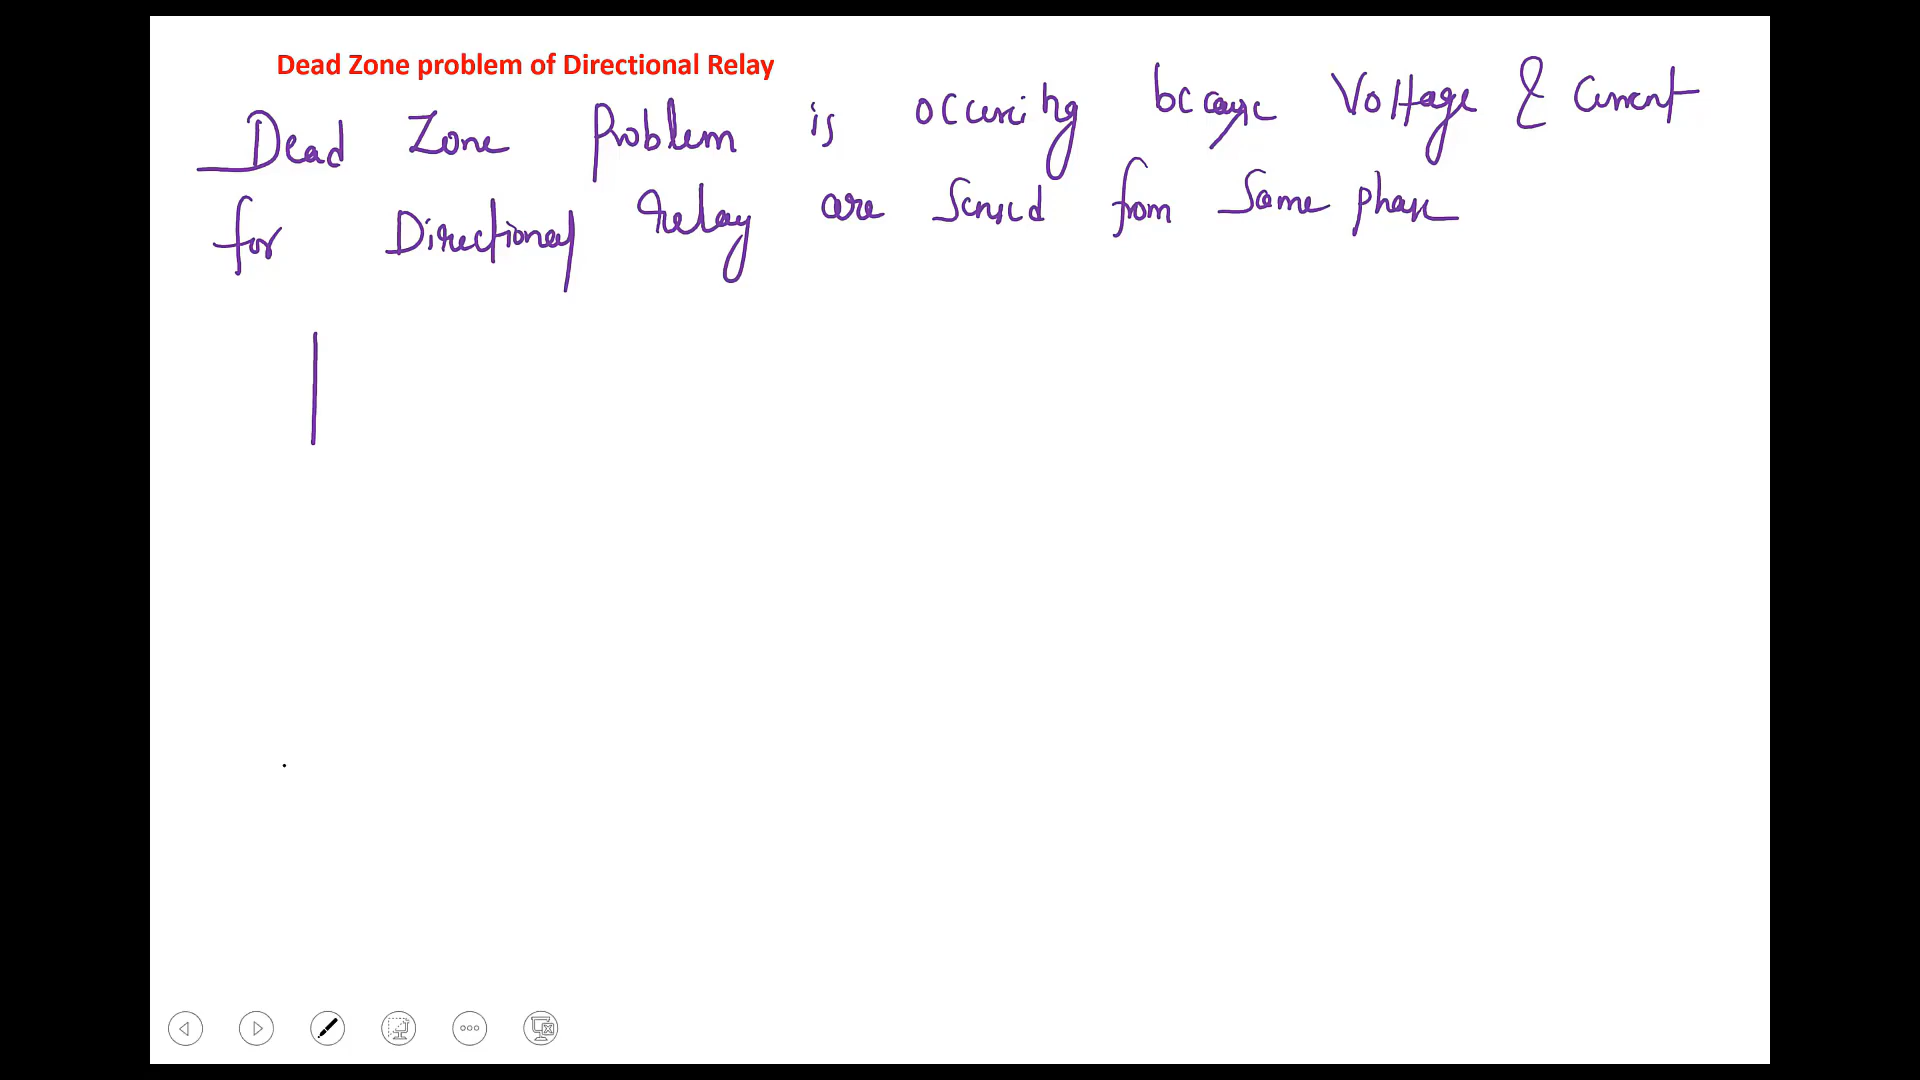 Dead Zone problem of Directional Relay
Dead Zone Problem is occuring because Voltage & Current
for Directional Relay are Sensed from Same phase